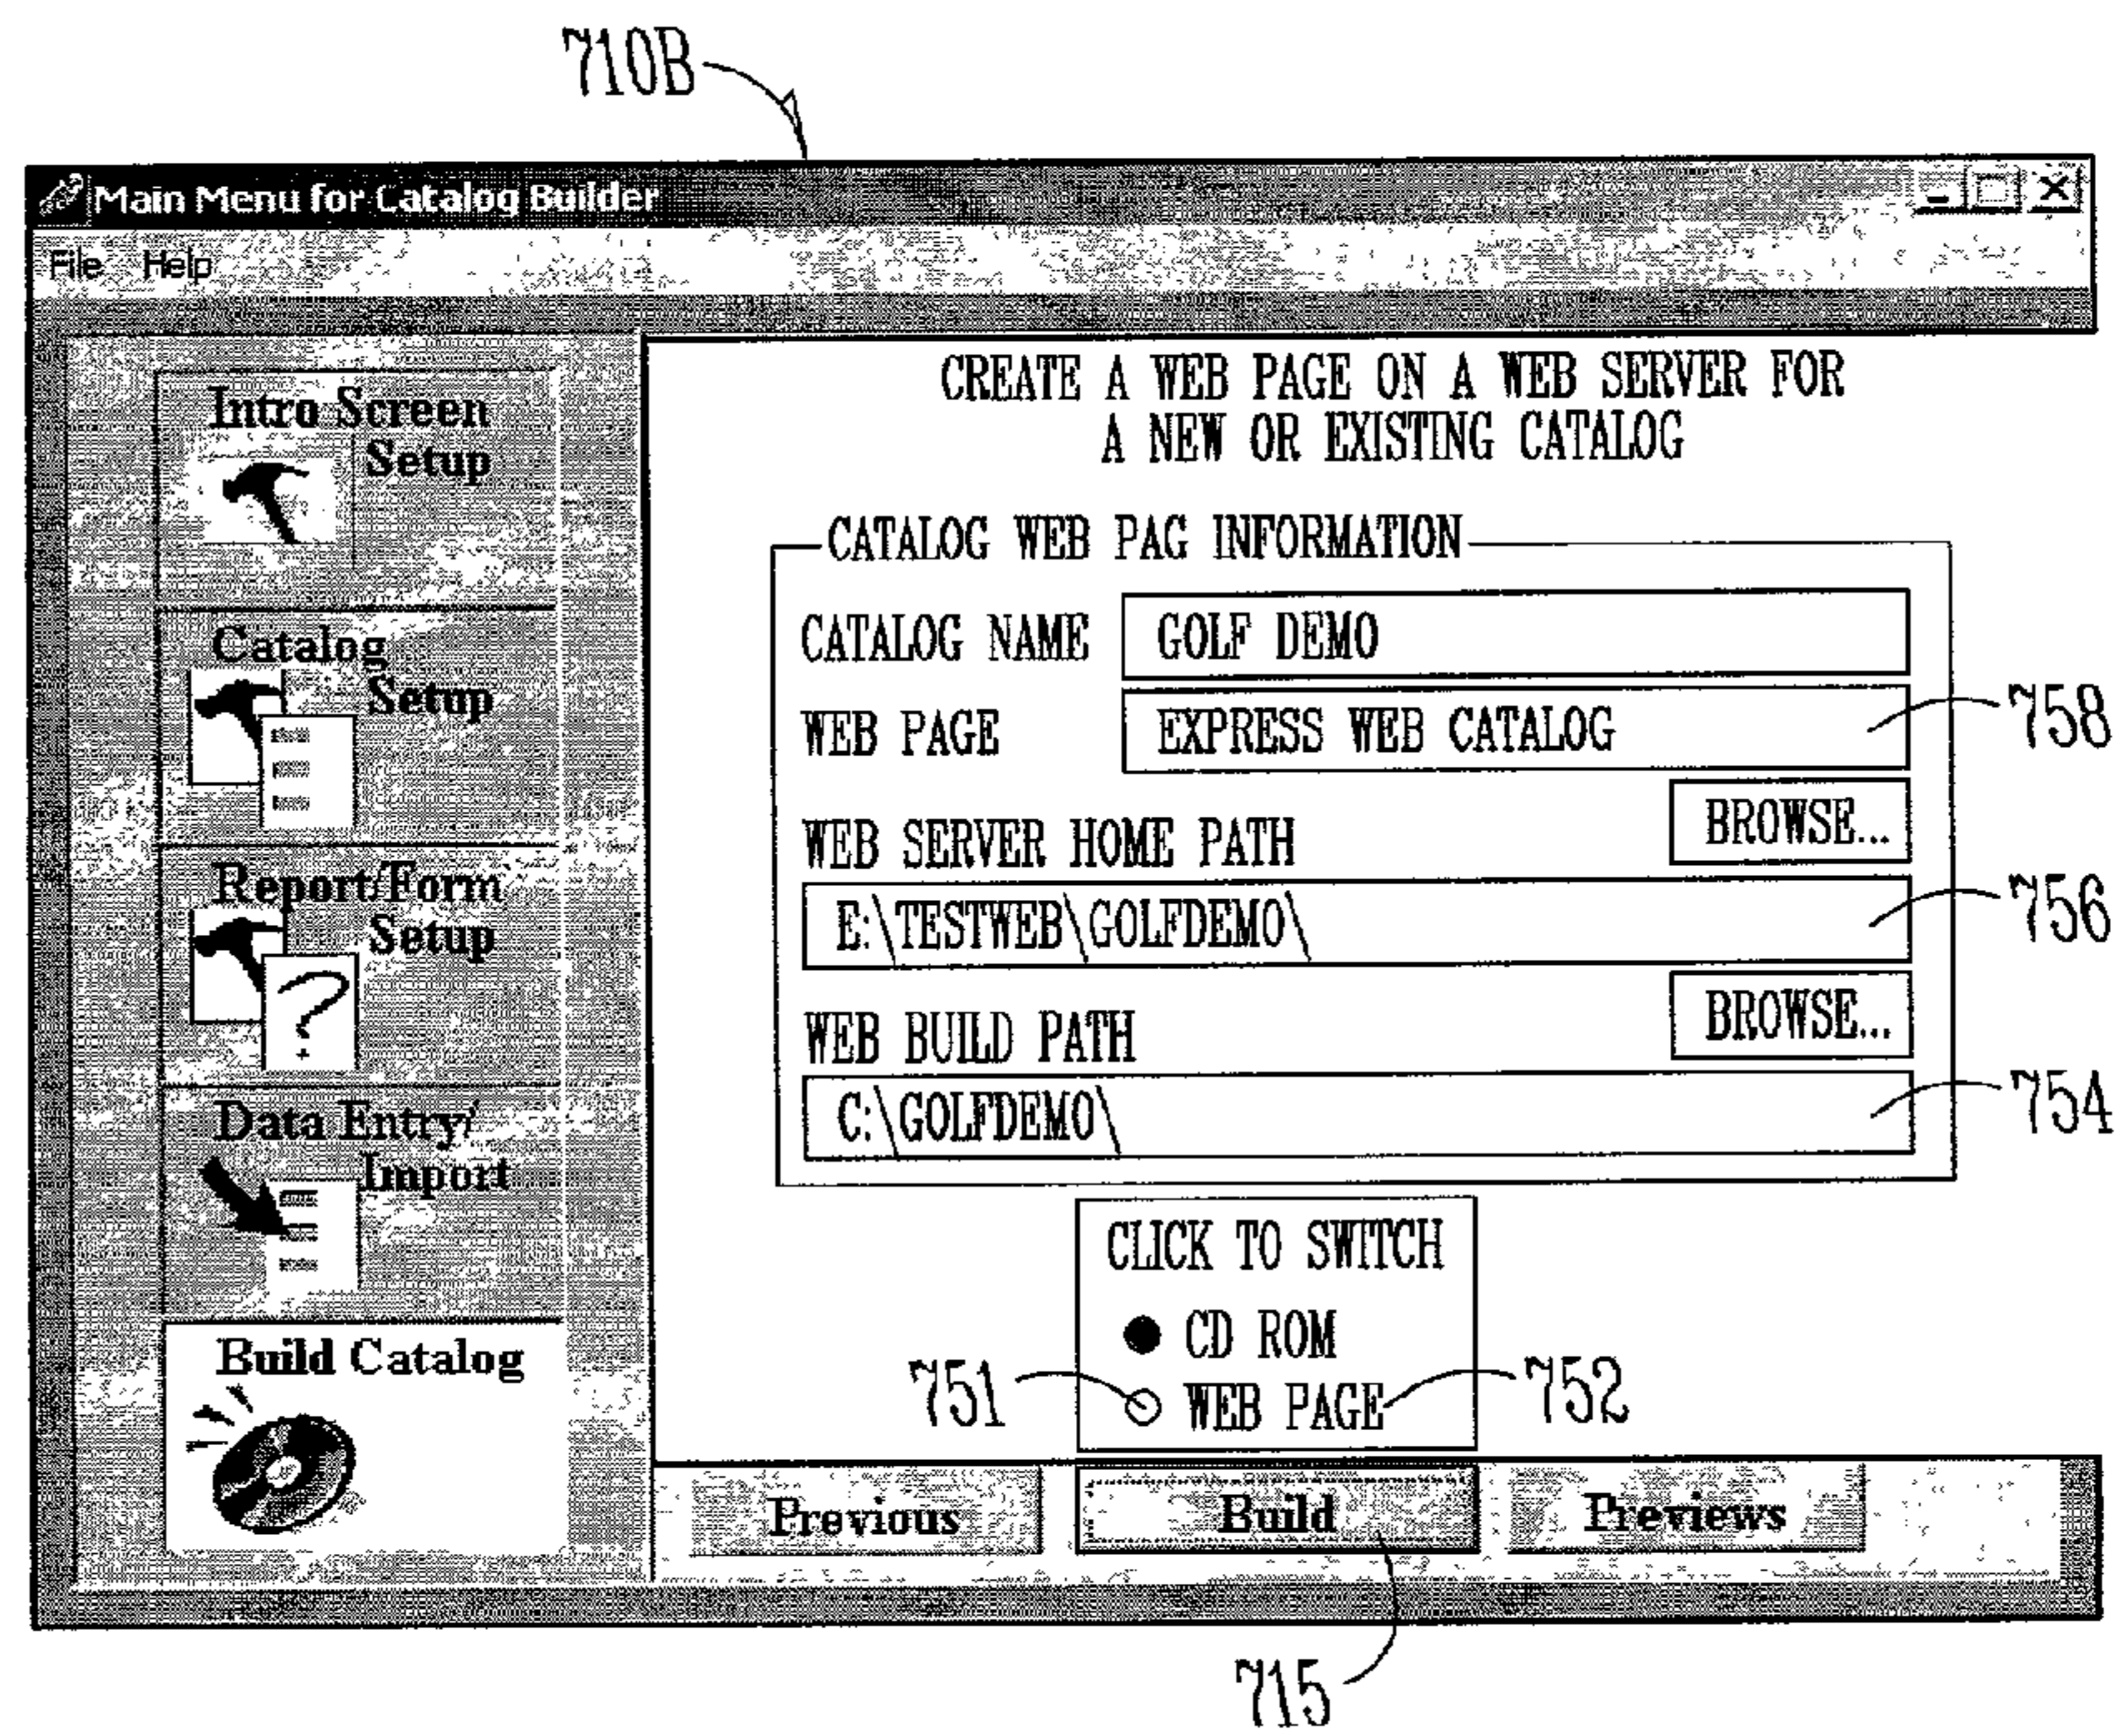 710B
Main Menu for Catalog Builder
File Help
Intro Screen
Setup
Catalog
Setup
Report/Form
Setup
Data Entry/
Import
Build Catalog
CREATE A WEB PAGE ON A WEB SERVER FOR
A NEW OR EXISTING CATALOG
CATALOG WEB PAG INFORMATION
CATALOG NAME GOLF DEMO
WEB PAGE EXPRESS WEB CATALOG 758
BROWSE...
WEB SERVER HOME PATH
E:\TESTWEB\GOLFDEMO\ 756
BROWSE...
WEB BUILD PATH
C:\GOLFDEMO\ 754
CLICK TO SWITCH
CD ROM
751 WEB PAGE 752
Previous Build Previews
715